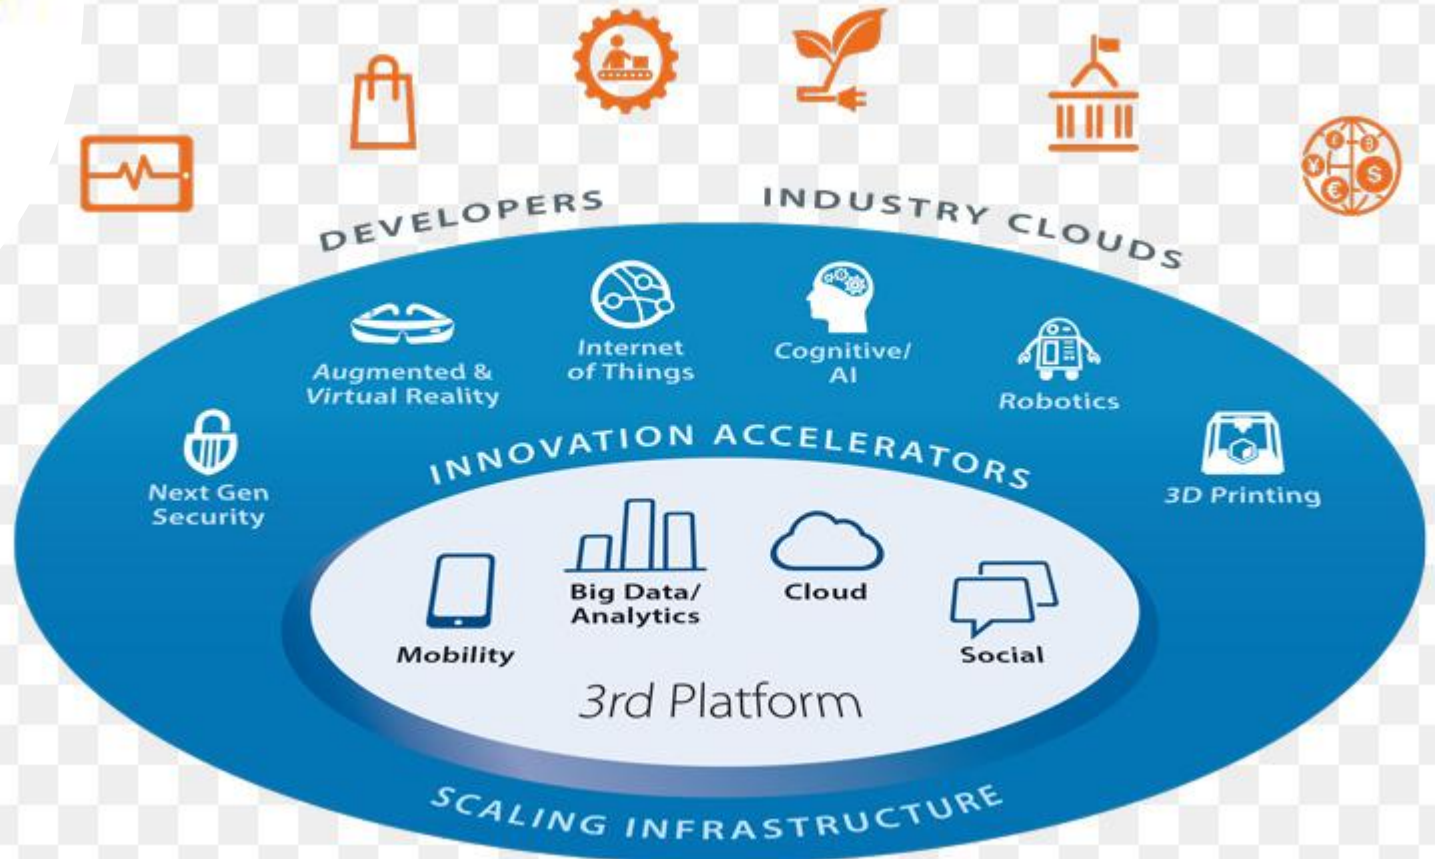 DEVELOPERS
INDUSTRY CLOUDS
Augmented &
Virtual Reality
Internet
of Things
Cognitive/
AI
Robotics
Next Gen
Security
3D Printing
INNOVATION ACCELERATORS
Mobility
Big Data/
Analytics
Cloud
Social
3rd Platform
SCALING INFRASTRUCTURE